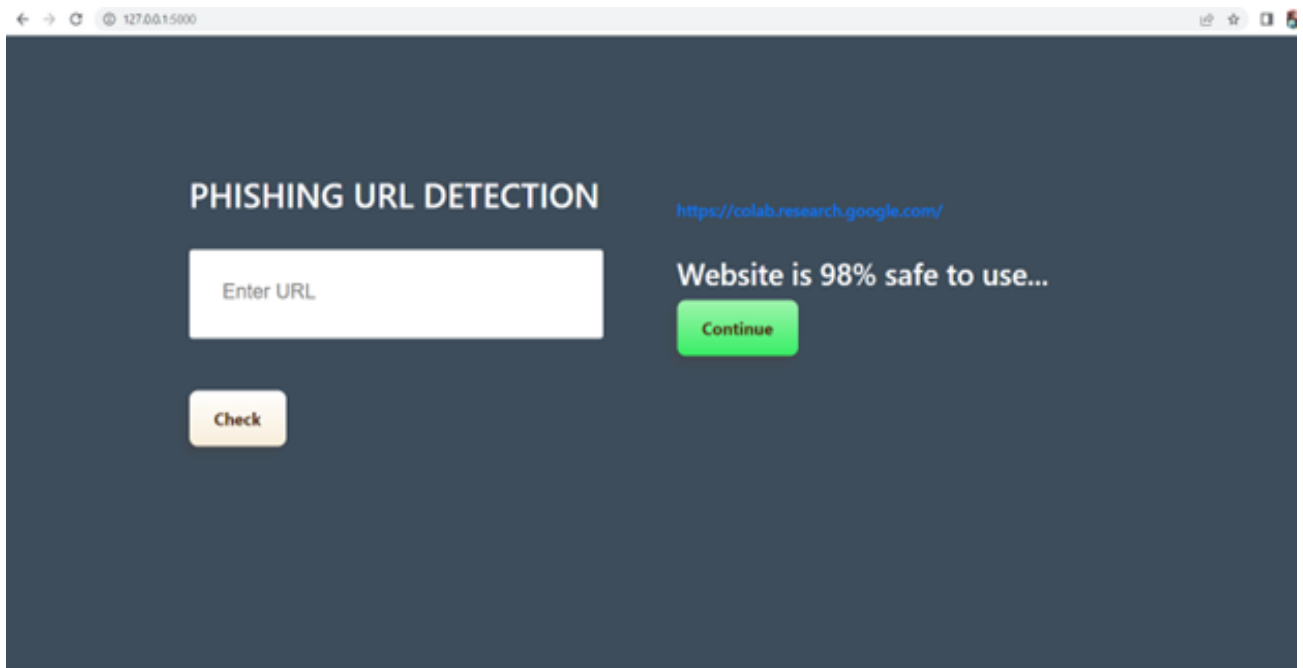 127.0.0.1:5000
PHISHING URL DETECTION
Enter URL
Check
https://colab.research.google.com/
Website is 98% safe to use...
Continue